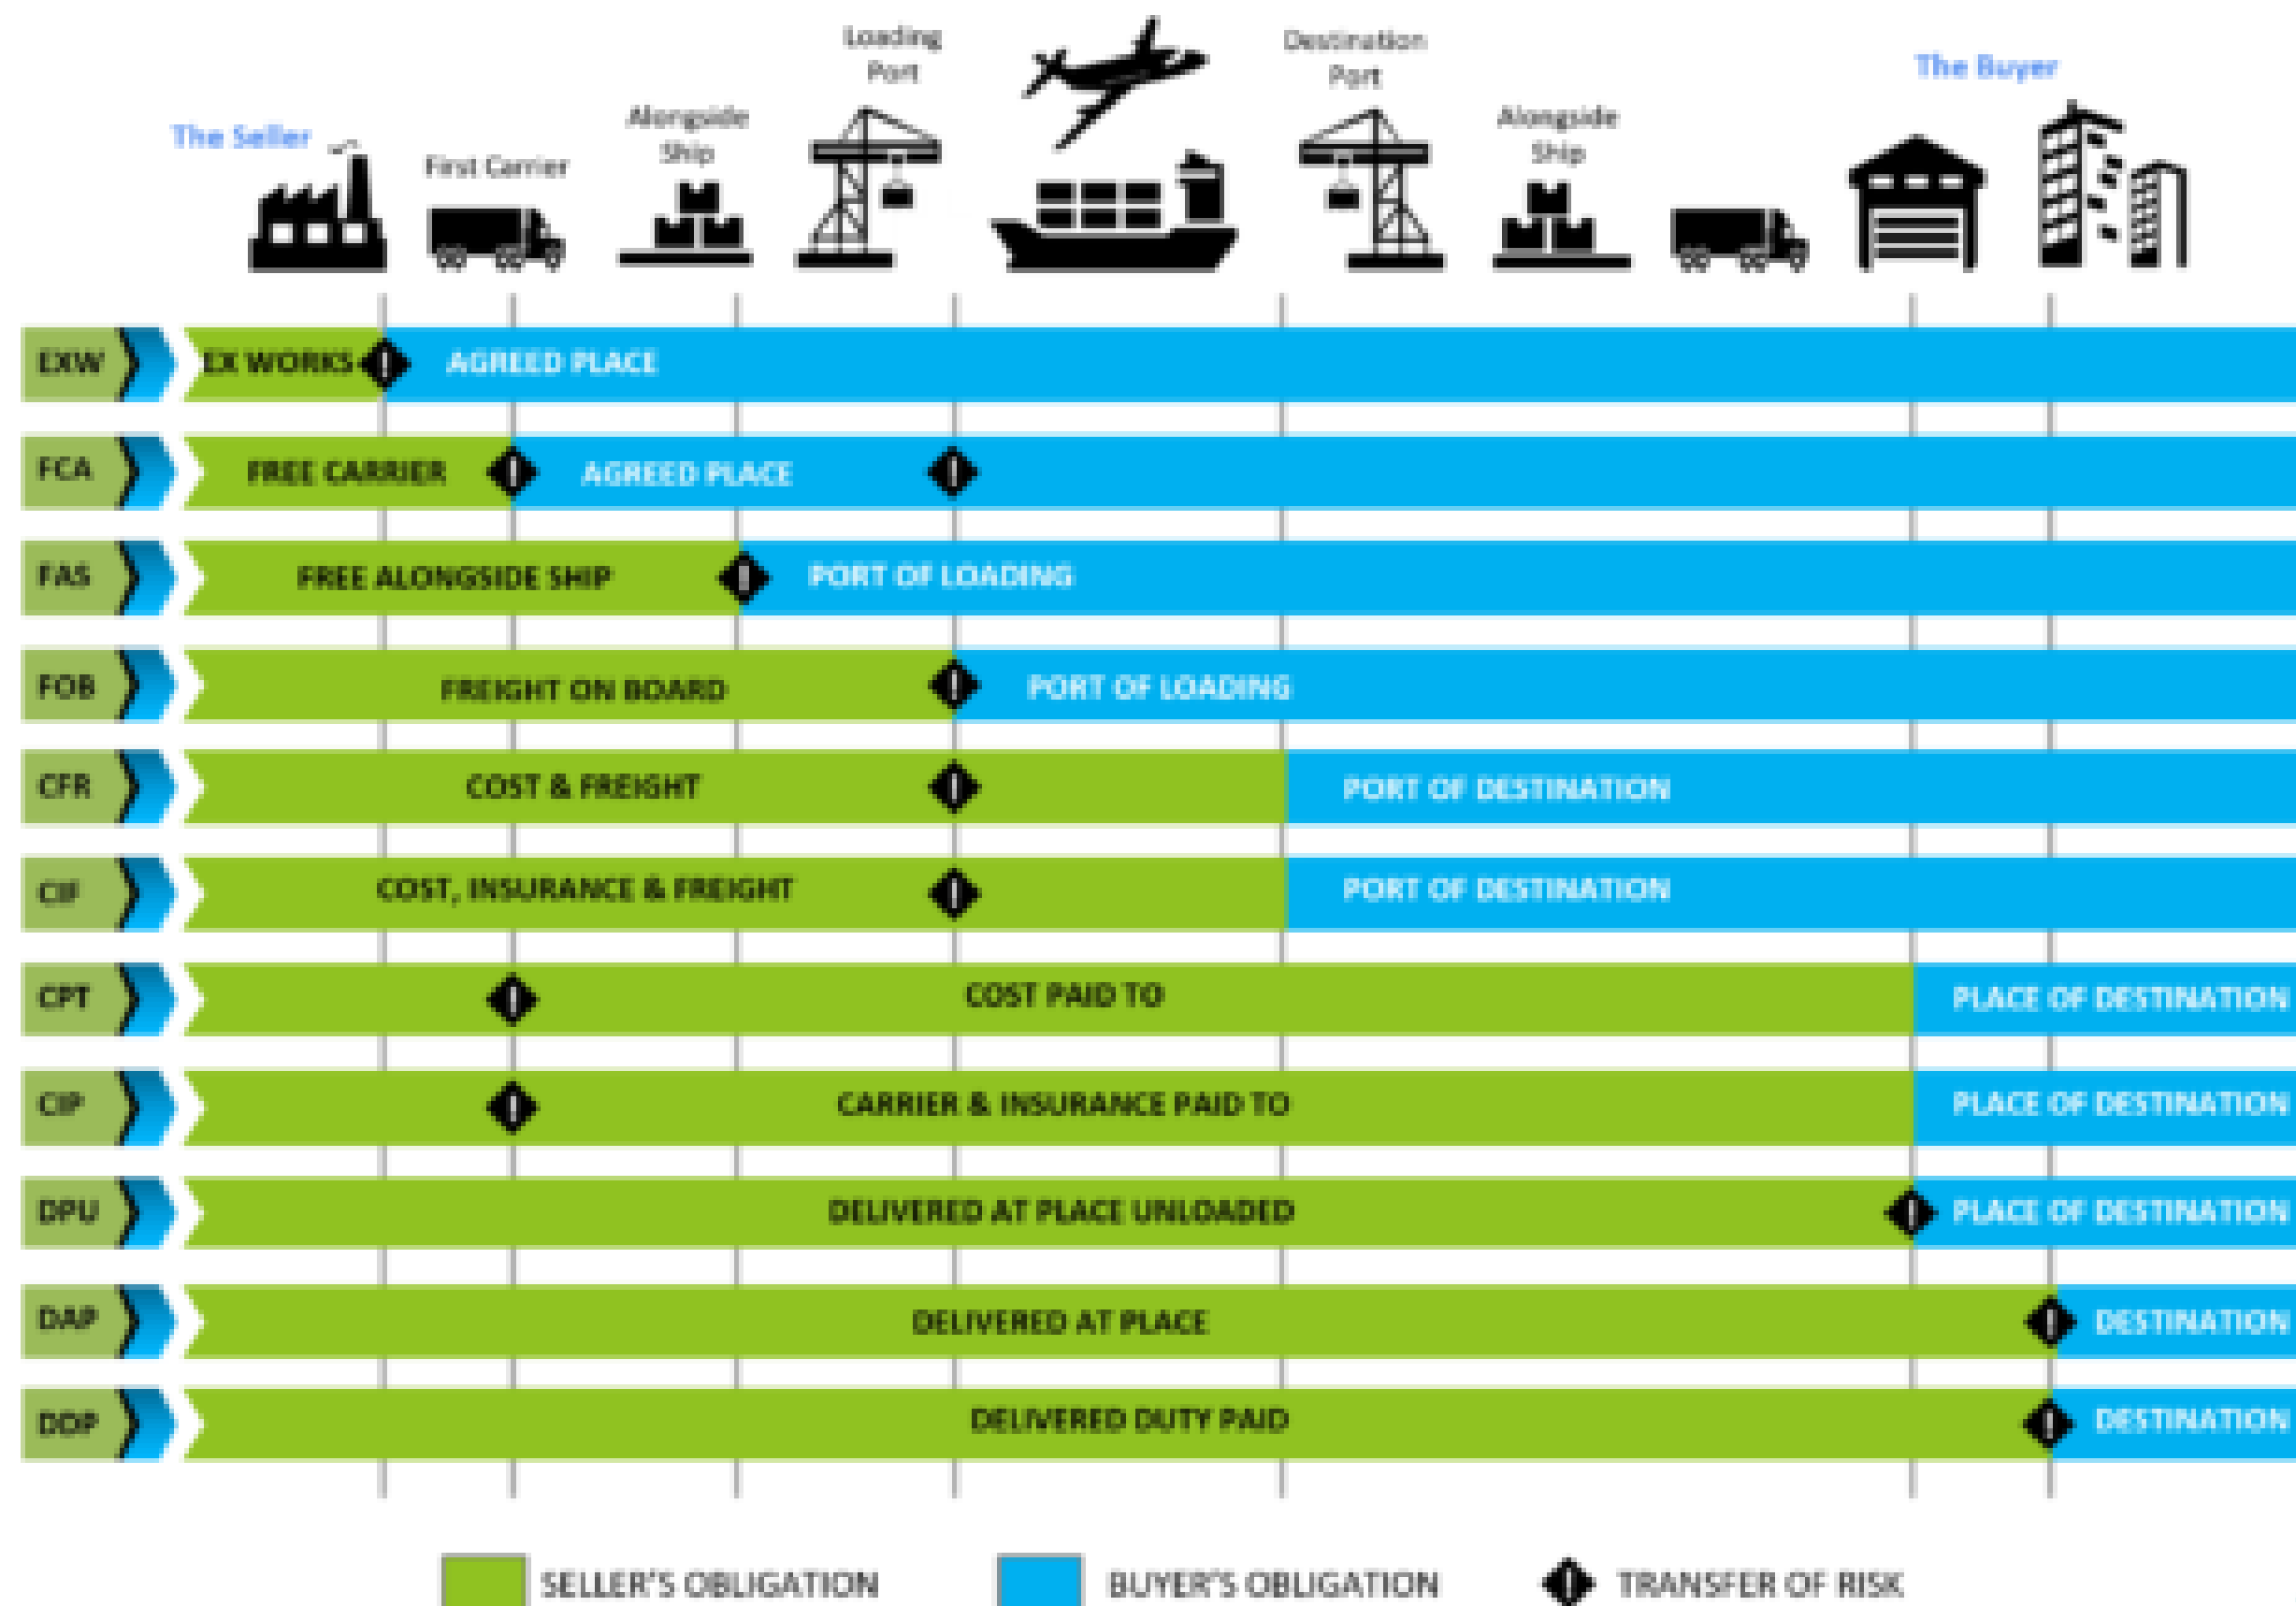 Loading
Port
Destination
Port
The Buyer
Alongside
Ship
Alongside
Ship
The Seller
First Carrier
EXW EX WORKS AGREED PLACE
FCA FREE CARRIER AGREED PLACE
FAS FREE ALONGSIDE SHIP PORT OF LOADING
FOB FREIGHT ON BOARD PORT OF LOADING
CFR COST & FREIGHT PORT OF DESTINATION
CIF COST, INSURANCE & FREIGHT PORT OF DESTINATION
CPT COST PAID TO PLACE OF DESTINATION
CIP CARRIER & INSURANCE PAID TO PLACE OF DESTINATION
DPU DELIVERED AT PLACE UNLOADED PLACE OF DESTINATION
DAP DELIVERED AT PLACE DESTINATION
DDP DELIVERED DUTY PAID DESTINATION
SELLER'S OBLIGATION BUYER'S OBLIGATION TRANSFER OF RISK